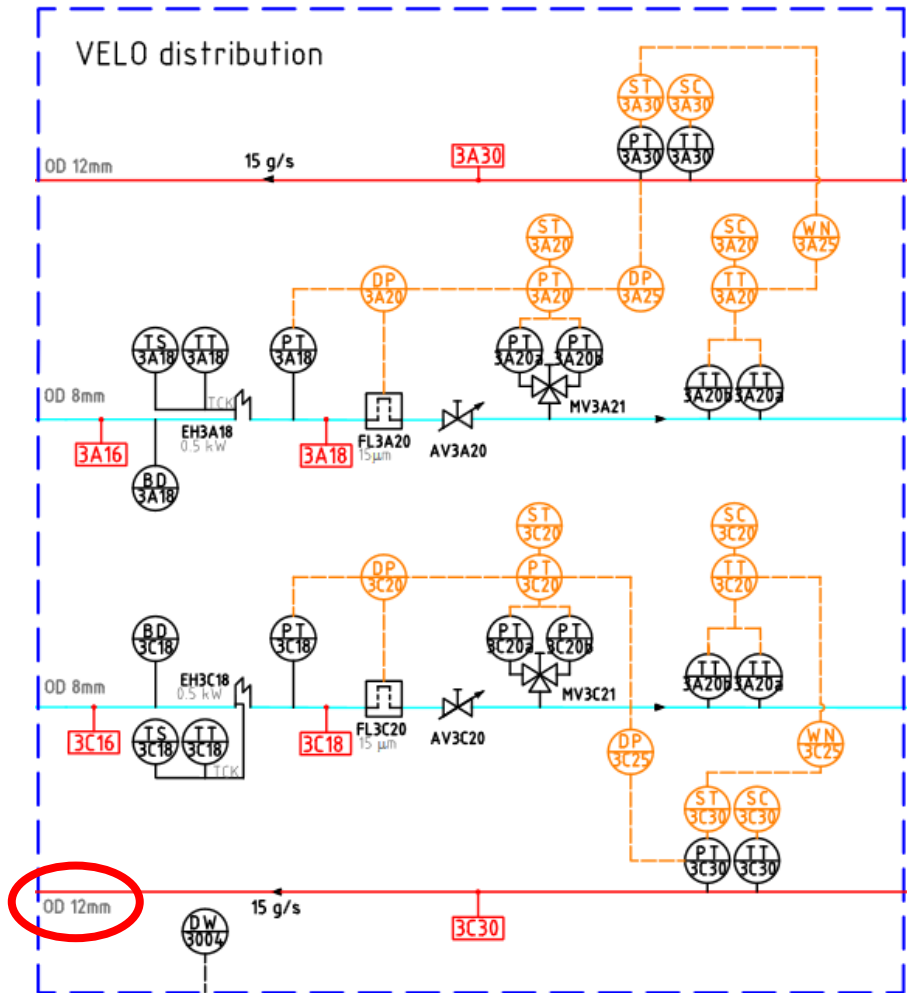 VELO distribution
ST
3A30
SC
3A30
PT
3A30
TT
3A30
OD 12mm
15 g/s
3A30
ST
3A20
SC
3A20
WN
3A25
DP
3A20
PT
3A20
DP
3A25
TT
3A20
TS
3A18
TT
3A18
PT
3A18
PT
3A20a
PT
3A20b
TT
3A20b
TT
3A20a
OD 8mm
TCK
EH3A18
0.5 kW
3A16
3A18
FL3A20
15μm
AV3A20
MV3A21
BD
3A18
ST
3C20
SC
3C20
DP
3C20
PT
3C20
TT
3C20
BD
3C18
PT
3C18
PT
3C20a
PT
3C20b
TT
3A20b
TT
3A20a
OD 8mm
EH3C18
0.5 kW
3C16
TS
3C18
TT
3C18
TCK
3C18
FL3C20
15 μm
AV3C20
MV3C21
DP
3C25
WN
3C25
ST
3C30
SC
3C30
PT
3C30
TT
3C30
OD 12mm
15 g/s
3C30
DW
3004